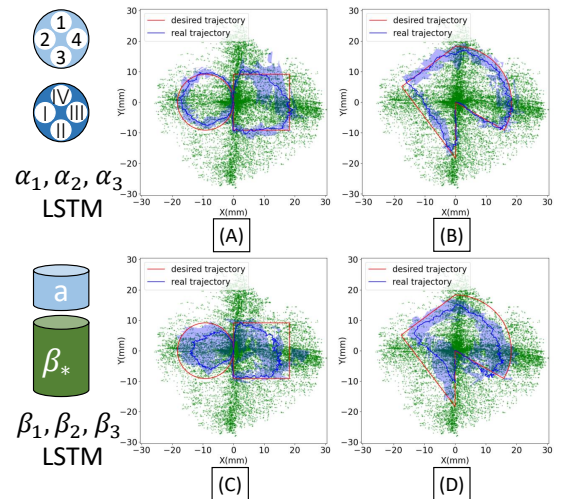 1
2 4
3
IV
I III
II
α₁, α₂, α₃
LSTM
30
20
10
0
−10
−20
−30
Y(mm)
desired trajectory
real trajectory
−30 −20 −10 0 10 20 30
X(mm)
(A)
30
20
10
0
−10
−20
−30
Y(mm)
desired trajectory
real trajectory
−30 −20 −10 0 10 20 30
X(mm)
(B)
a
β*
β₁, β₂, β₃
LSTM
30
20
10
0
−10
−20
−30
Y(mm)
desired trajectory
real trajectory
−30 −20 −10 0 10 20 30
X(mm)
(C)
30
20
10
0
−10
−20
−30
Y(mm)
desired trajectory
real trajectory
−30 −20 −10 0 10 20 30
X(mm)
(D)